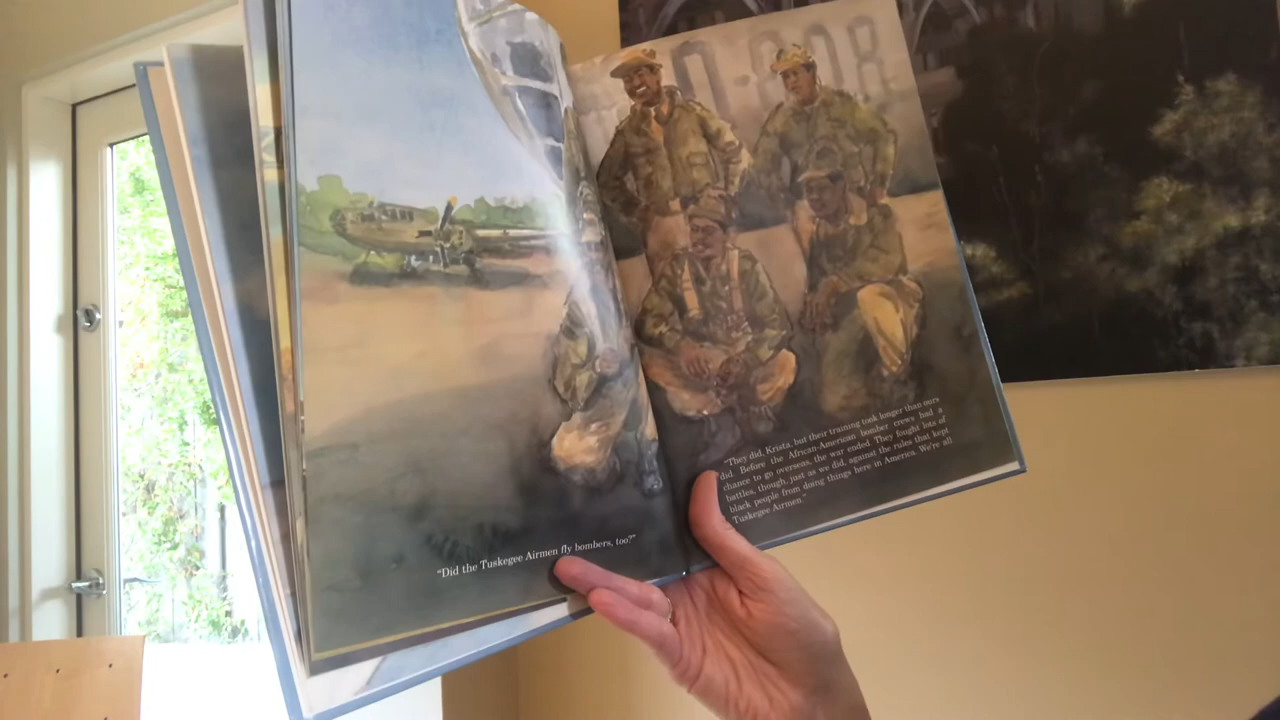 "Did the Tuskegee Airmen fly bombers, too?"
"They did, Krista, but their training took longer than ours
did. Before the African-American bomber crews had a
chance to go overseas, the war ended. They fought lots of
battles, though, just as we did, against the rules that kept
black people from doing things here in America. We're all
Tuskegee Airmen."